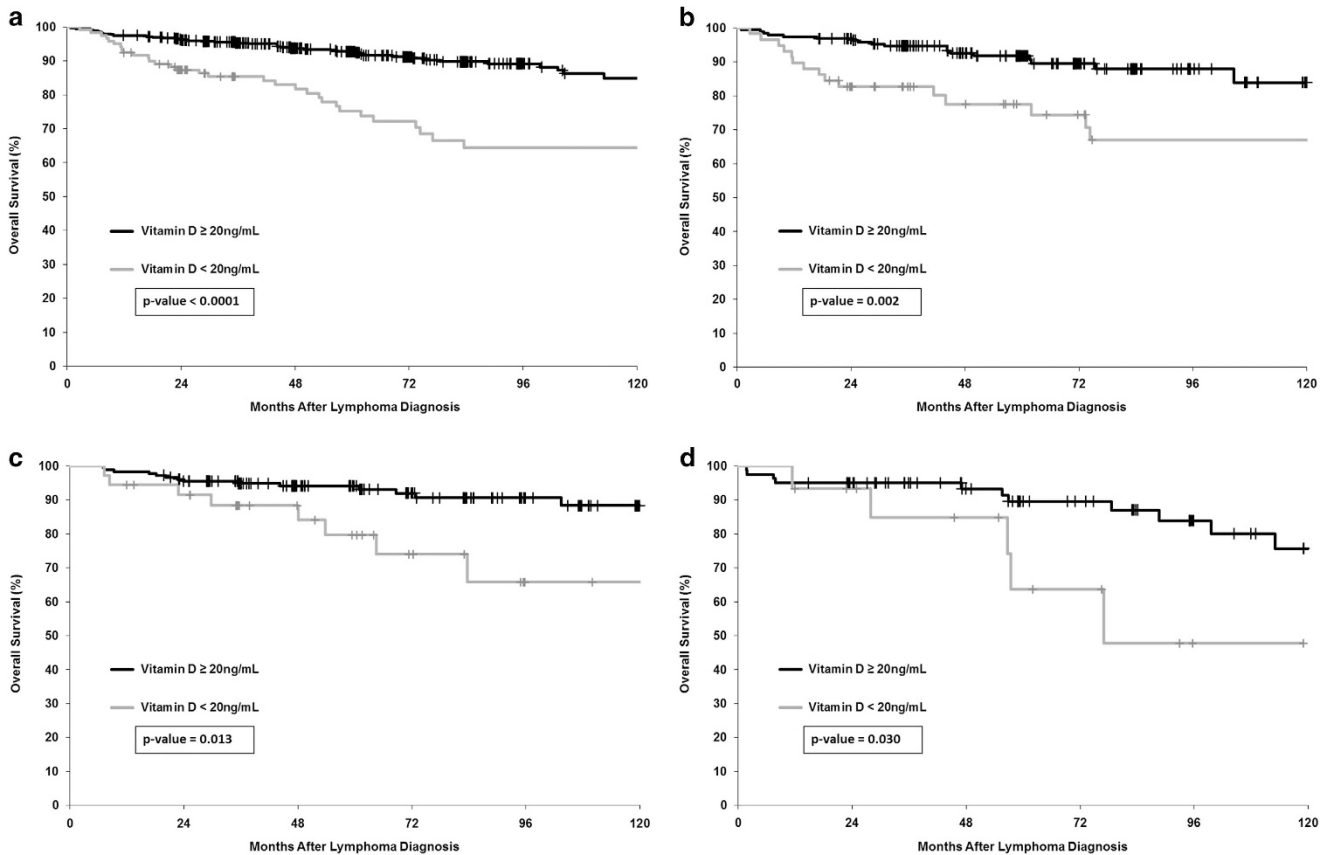 a
100
90
80
70
60
50
40
30
20
10
0
Overall Survival (%)
Vitamin D ≥ 20ng/mL
Vitamin D < 20ng/mL
p-value < 0.0001
0 24 48 72 96 120
Months After Lymphoma Diagnosis
b
100
90
80
70
60
50
40
30
20
10
0
Overall Survival (%)
Vitamin D ≥ 20ng/mL
Vitamin D < 20ng/mL
p-value = 0.002
0 24 48 72 96 120
Months After Lymphoma Diagnosis
c
100
90
80
70
60
50
40
30
20
10
0
Overall Survival (%)
Vitamin D ≥ 20ng/mL
Vitamin D < 20ng/mL
p-value = 0.013
0 24 48 72 96 120
Months After Lymphoma Diagnosis
d
100
90
80
70
60
50
40
30
20
10
0
Overall Survival (%)
Vitamin D ≥ 20ng/mL
Vitamin D < 20ng/mL
p-value = 0.030
0 24 48 72 96 120
Months After Lymphoma Diagnosis